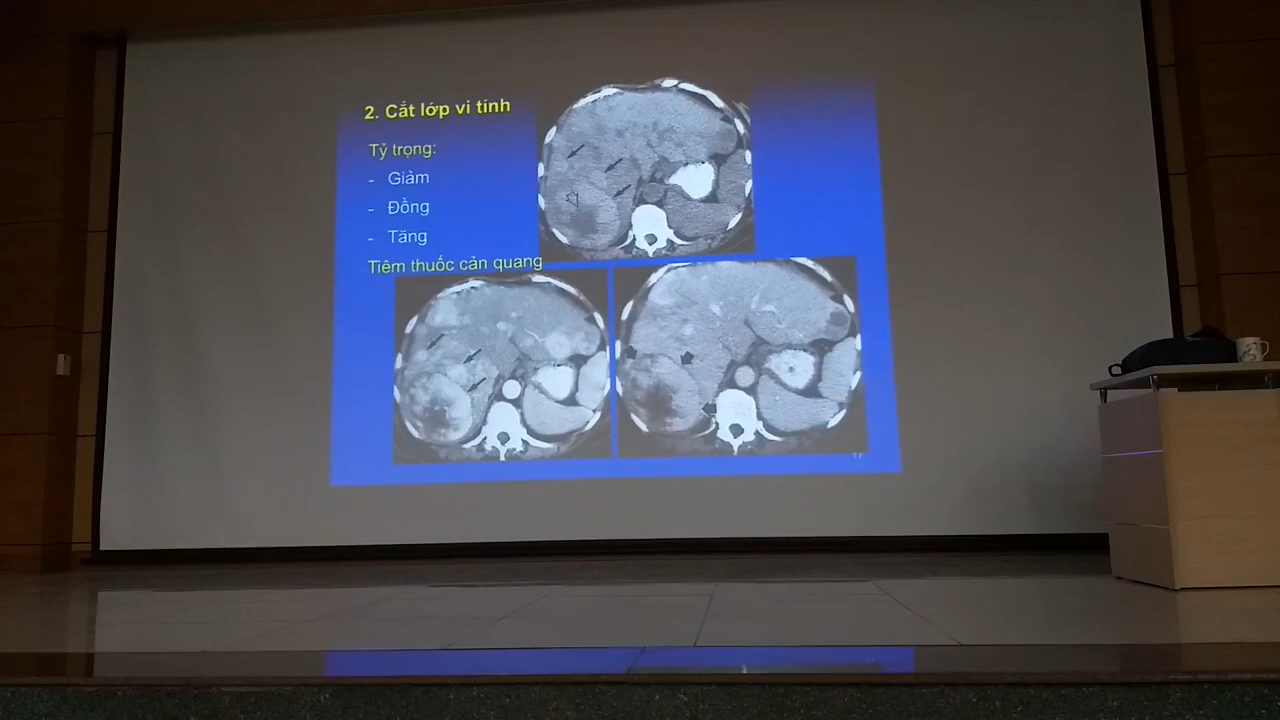 2. Cắt lớp vi tính
Tỷ trọng:
- Giảm
- Đồng
- Tăng
Tiêm thuốc cản quang